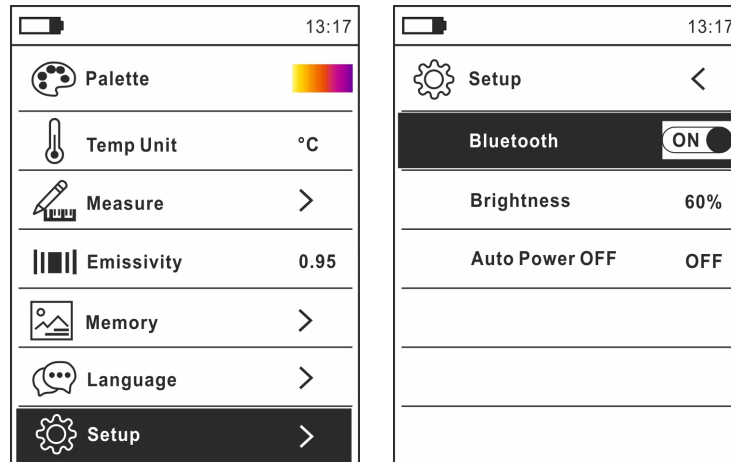 13:17
Palette
Temp Unit °C
Measure >
Emissivity 0.95
Memory >
Language >
Setup >
13:17
Setup <
Bluetooth ON
Brightness 60%
Auto Power OFF OFF